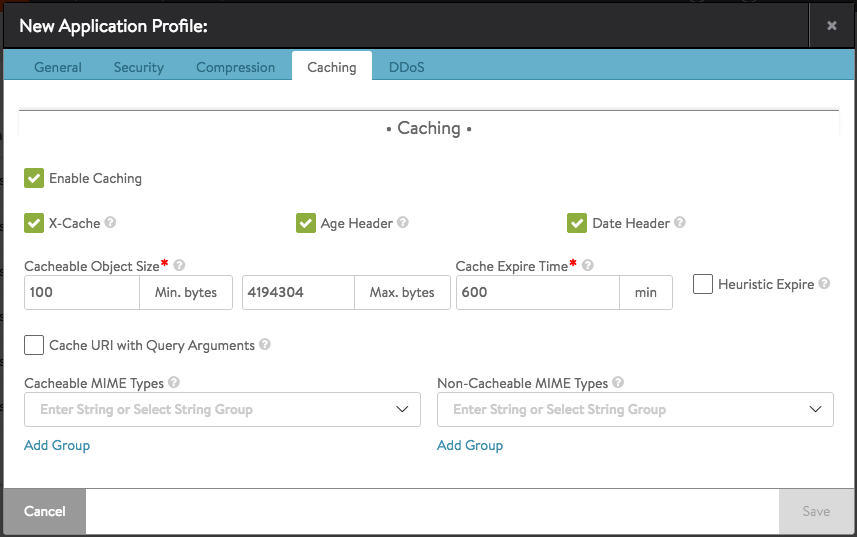 New Application Profile:
×
General Security Compression Caching DDoS
• Caching •
Enable Caching
X-Cache ? Age Header ? Date Header ?
Cacheable Object Size* ? Cache Expire Time* ?
100 Min. bytes 4194304 Max. bytes 600 min Heuristic Expire ?
Cache URI with Query Arguments ?
Cacheable MIME Types ? Non-Cacheable MIME Types ?
Enter String or Select String Group Enter String or Select String Group
Add Group Add Group
Cancel Save